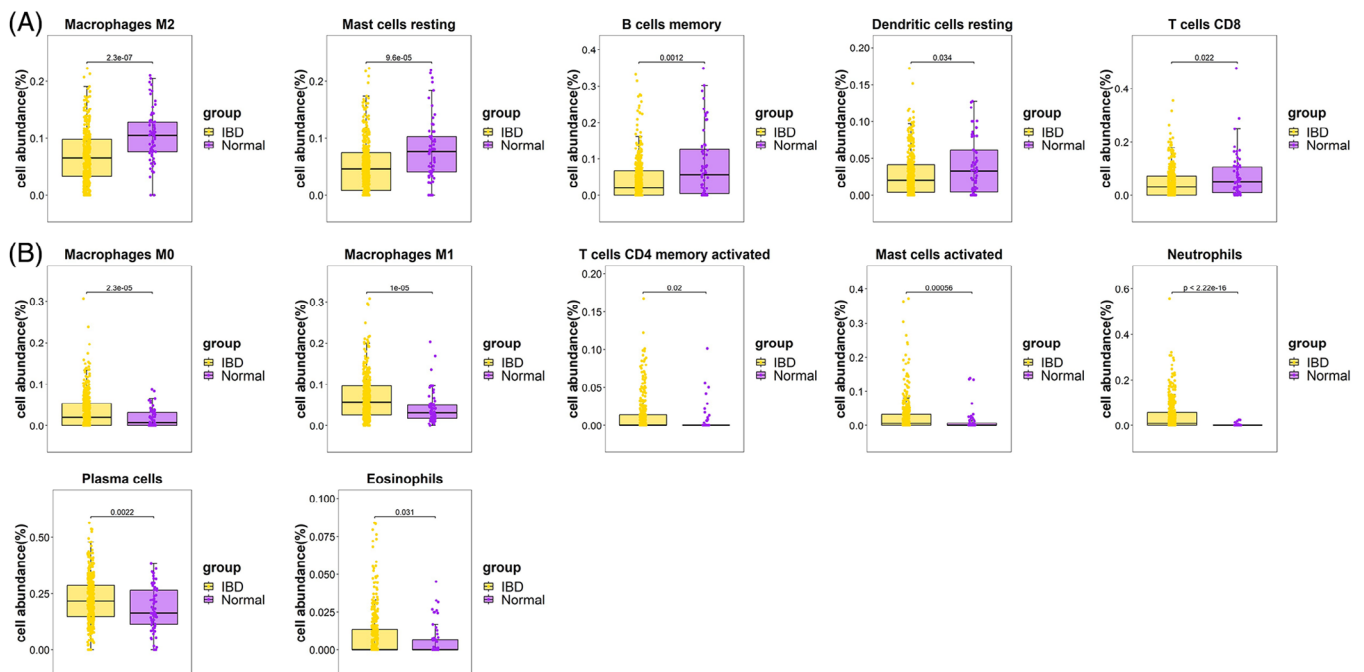 (A)
Macrophages M2
cell abundance(%)
0.2
0.1
0.0
2.3e-07
group
IBD
Normal
Mast cells resting
cell abundance(%)
0.2
0.1
0.0
9.6e-05
group
IBD
Normal
B cells memory
cell abundance(%)
0.4
0.3
0.2
0.1
0.0
0.0012
group
IBD
Normal
Dendritic cells resting
cell abundance(%)
0.20
0.15
0.10
0.05
0.00
0.034
group
IBD
Normal
T cells CD8
cell abundance(%)
0.6
0.4
0.2
0.0
0.022
group
IBD
Normal
(B)
Macrophages M0
cell abundance(%)
0.3
0.2
0.1
0.0
2.3e-05
group
IBD
Normal
Macrophages M1
cell abundance(%)
0.3
0.2
0.1
0.0
1e-05
group
IBD
Normal
T cells CD4 memory activated
cell abundance(%)
0.20
0.15
0.10
0.05
0.00
0.02
group
IBD
Normal
Mast cells activated
cell abundance(%)
0.4
0.3
0.2
0.1
0.0
0.00056
group
IBD
Normal
Neutrophils
cell abundance(%)
0.6
0.4
0.2
0.0
p < 2.22e-16
group
IBD
Normal
Plasma cells
cell abundance(%)
0.50
0.25
0.00
0.0022
group
IBD
Normal
Eosinophils
cell abundance(%)
0.100
0.075
0.050
0.025
0.000
0.031
group
IBD
Normal